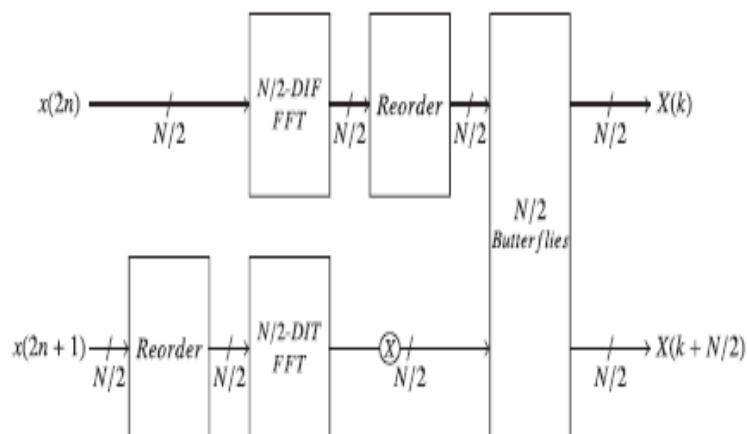 x(2n)
N/2
N/2-DIF
FFT
N/2
Reorder
N/2
N/2
Butterflies
N/2
X(k)
x(2n + 1)
N/2
Reorder
N/2
N/2-DIT
FFT
X
N/2
N/2
X(k + N/2)